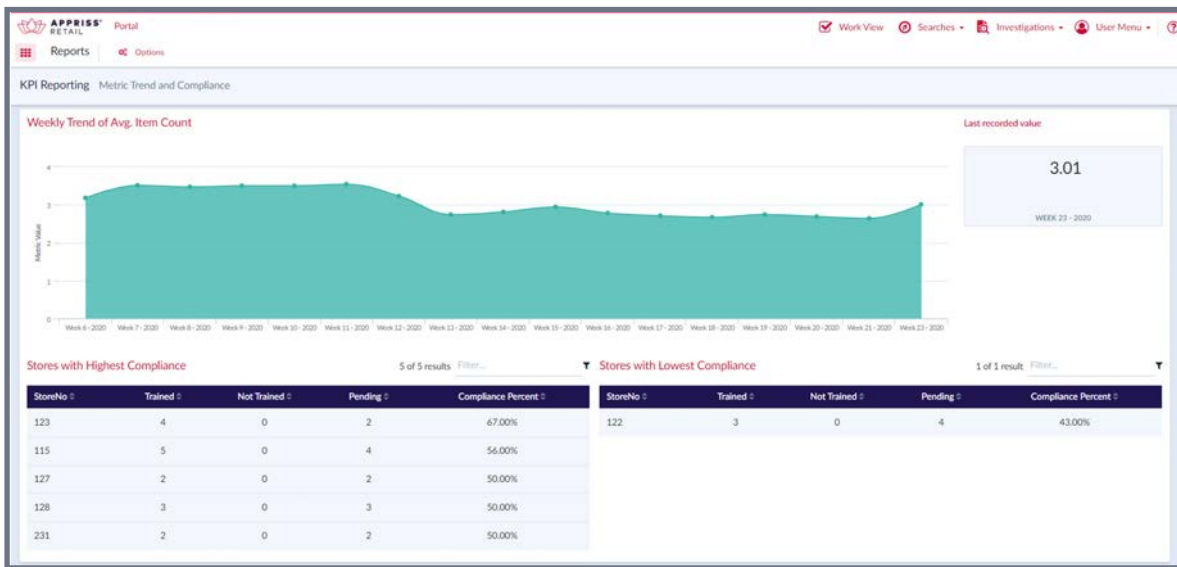 APPRISS® RETAIL Portal Work View Searches Investigations User Menu
Reports Options
KPI Reporting Metric Trend and Compliance
Weekly Trend of Avg. Item Count
Last recorded value
3.01
WEEK 23 - 2020
4
3
2
1
0
Metric Value
Week 6 - 2020 Week 7 - 2020 Week 8 - 2020 Week 9 - 2020 Week 10 - 2020 Week 11 - 2020 Week 12 - 2020 Week 13 - 2020 Week 14 - 2020 Week 15 - 2020 Week 16 - 2020 Week 17 - 2020 Week 18 - 2020 Week 19 - 2020 Week 20 - 2020 Week 21 - 2020 Week 23 - 2020
Stores with Highest Compliance 5 of 5 results Filter...
StoreNo Trained Not Trained Pending Compliance Percent
123 4 0 2 67.00%
115 5 0 4 56.00%
127 2 0 2 50.00%
128 3 0 3 50.00%
231 2 0 2 50.00%
Stores with Lowest Compliance 1 of 1 result Filter...
StoreNo Trained Not Trained Pending Compliance Percent
122 3 0 4 43.00%